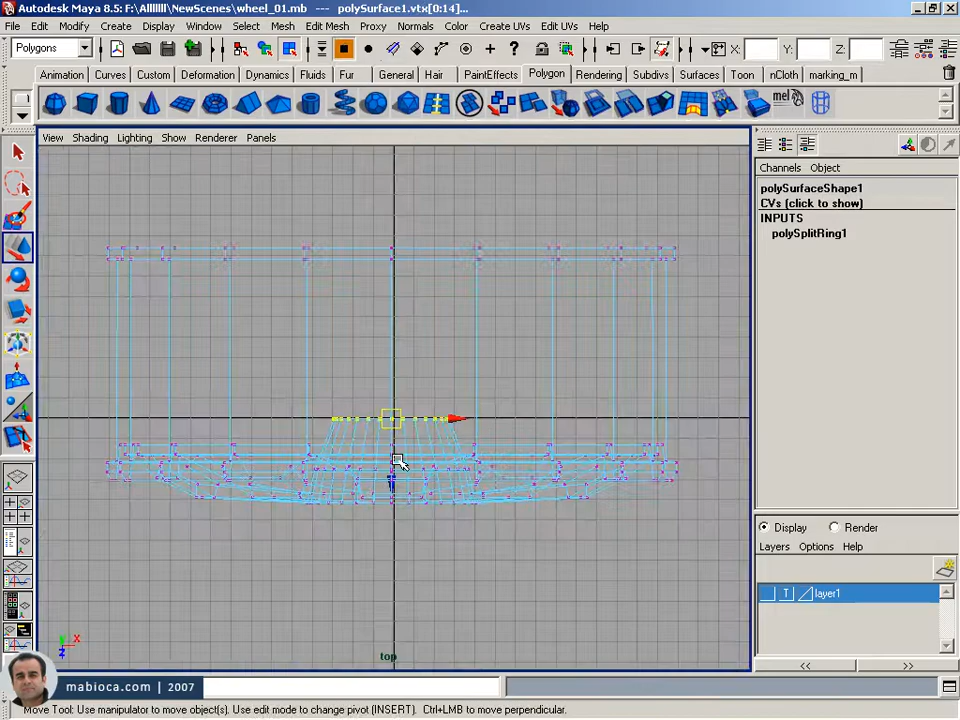 Autodesk Maya 8.5: F:\Alllllll\NewScenes\wheel_01.mb - polySurface1.vtx[0:14]...
File Edit Modify Create Display Window Select Mesh Edit Mesh Proxy Normals Color Create UVs Edit UVs Help
Polygons X: Y: Z:
Animation Curves Custom Deformation Dynamics Fluids Fur General Hair PaintEffects Polygon Rendering Subdivs Surfaces Toon nCloth marking_m
mel
View Shading Lighting Show Renderer Panels
Channels Object
polySurfaceShape1
CVs (click to show)
INPUTS
polySplitRing1
Display Render
Layers Options Help
T layer1
y x
z
top
<< >>
mabioca.com | 2007
Move Tool: Use manipulator to move object(s). Use edit mode to change pivot (INSERT). Ctrl+LMB to move perpendicular.